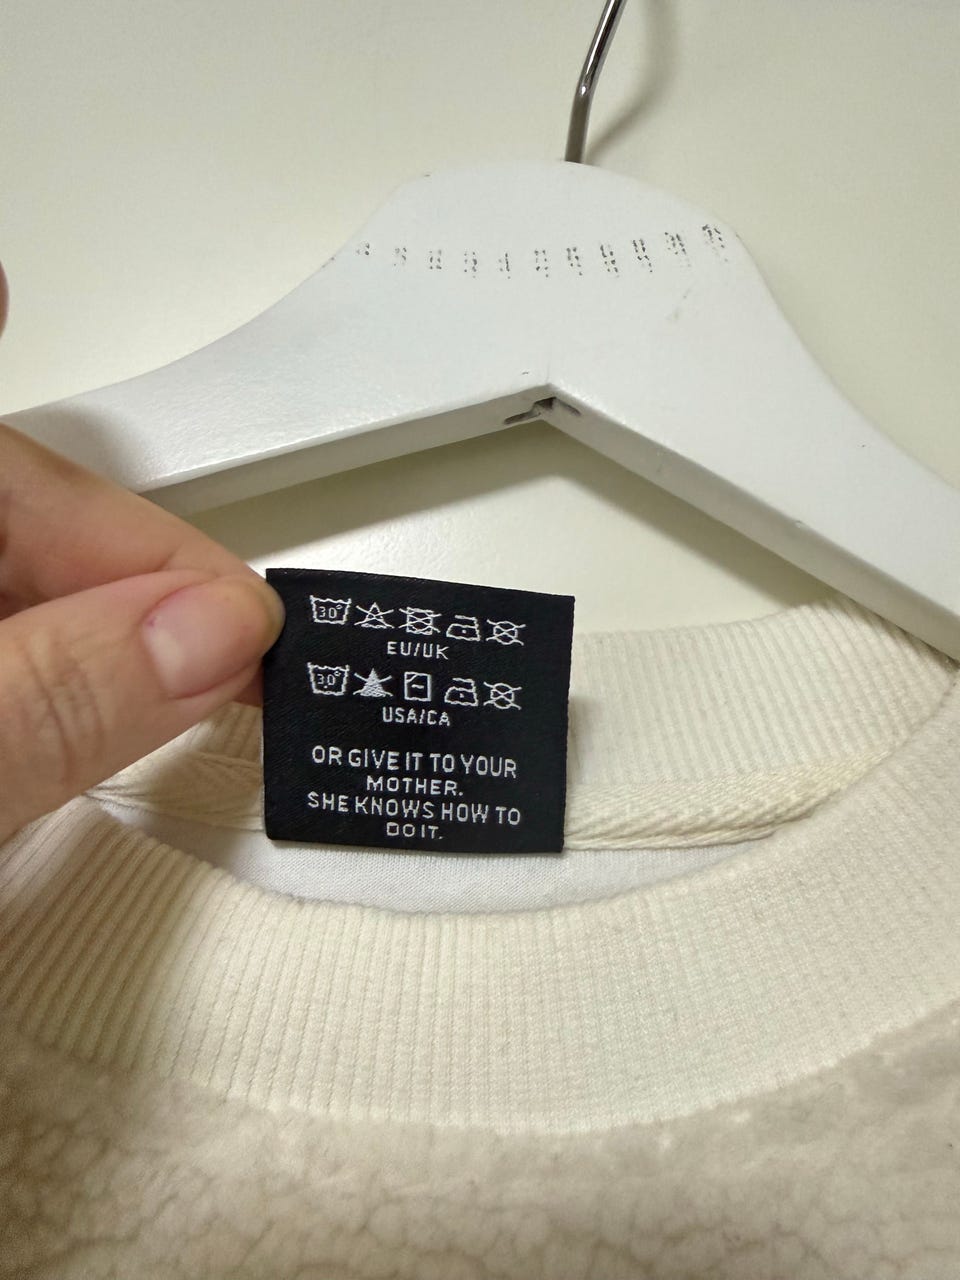 30°
EU/UK
30°
USA/CA
OR GIVE IT TO YOUR
MOTHER.
SHE KNOWS HOW TO
DO IT.